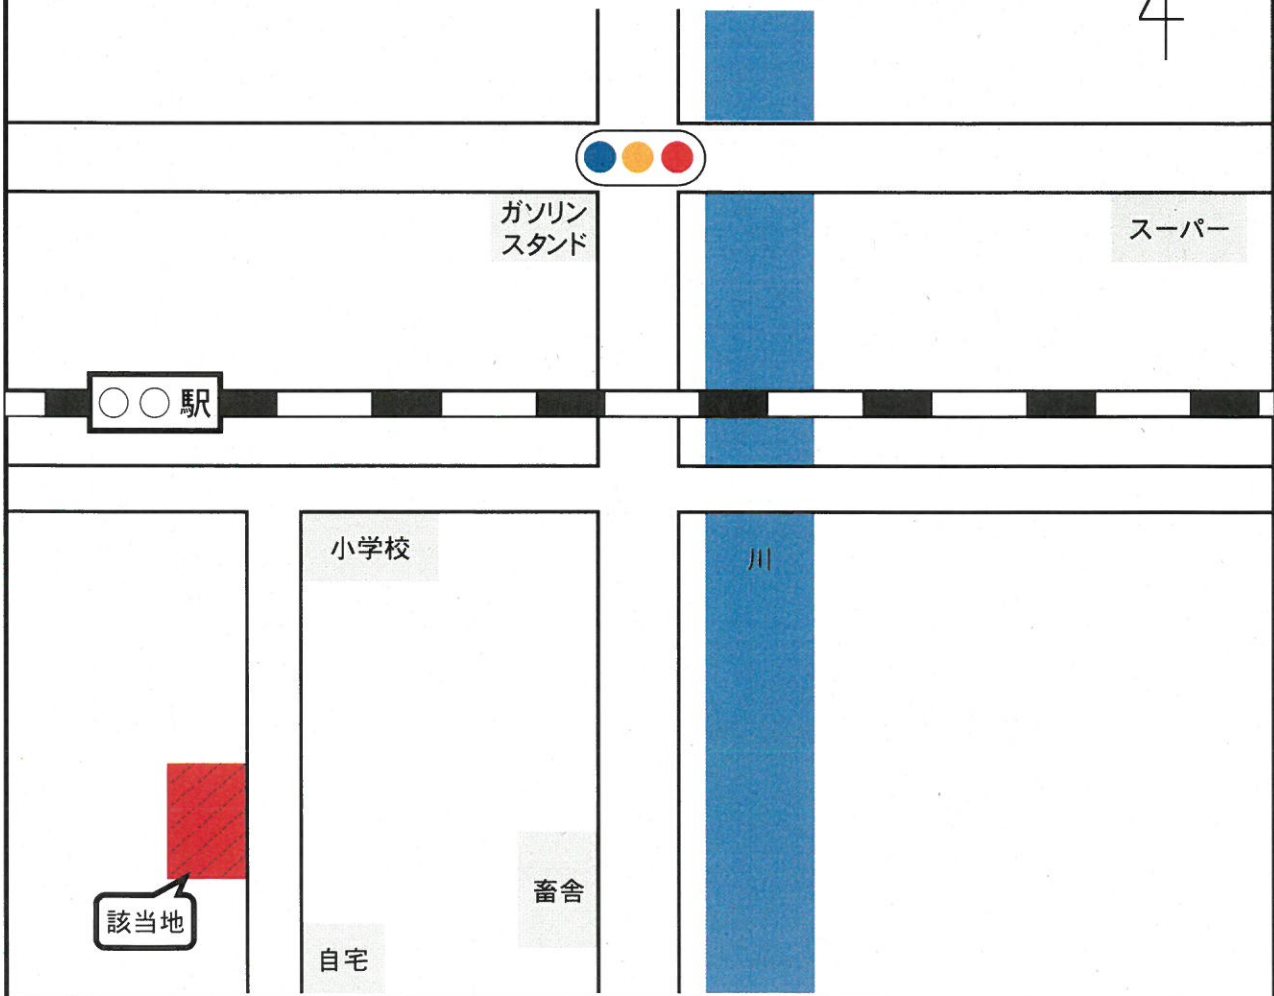 ガソリン
スタンド
スーパー
○○駅
小学校
川
畜舎
該当地
自宅